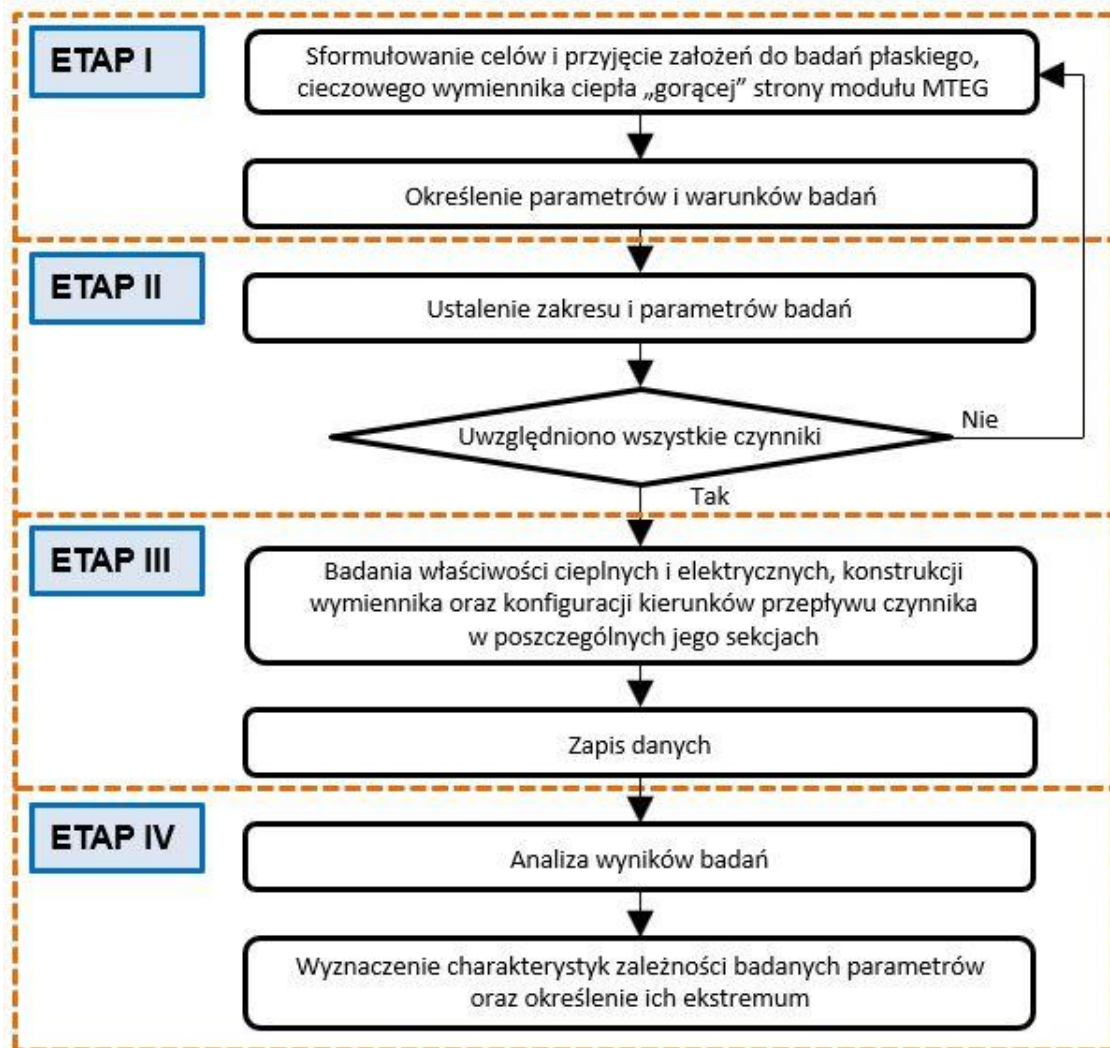 ETAP I
Sformułowanie celów i przyjęcie założeń do badań płaskiego,
cieczowego wymiennika ciepła „gorącej” strony modułu MTEG
Określenie parametrów i warunków badań
ETAP II
Ustalenie zakresu i parametrów badań
Uwzględniono wszystkie czynniki
Nie
Tak
ETAP III
Badania właściwości cieplnych i elektrycznych, konstrukcji
wymiennika oraz konfiguracji kierunków przepływu czynnika
w poszczególnych jego sekcjach
Zapis danych
ETAP IV
Analiza wyników badań
Wyznaczenie charakterystyk zależności badanych parametrów
oraz określenie ich ekstremum